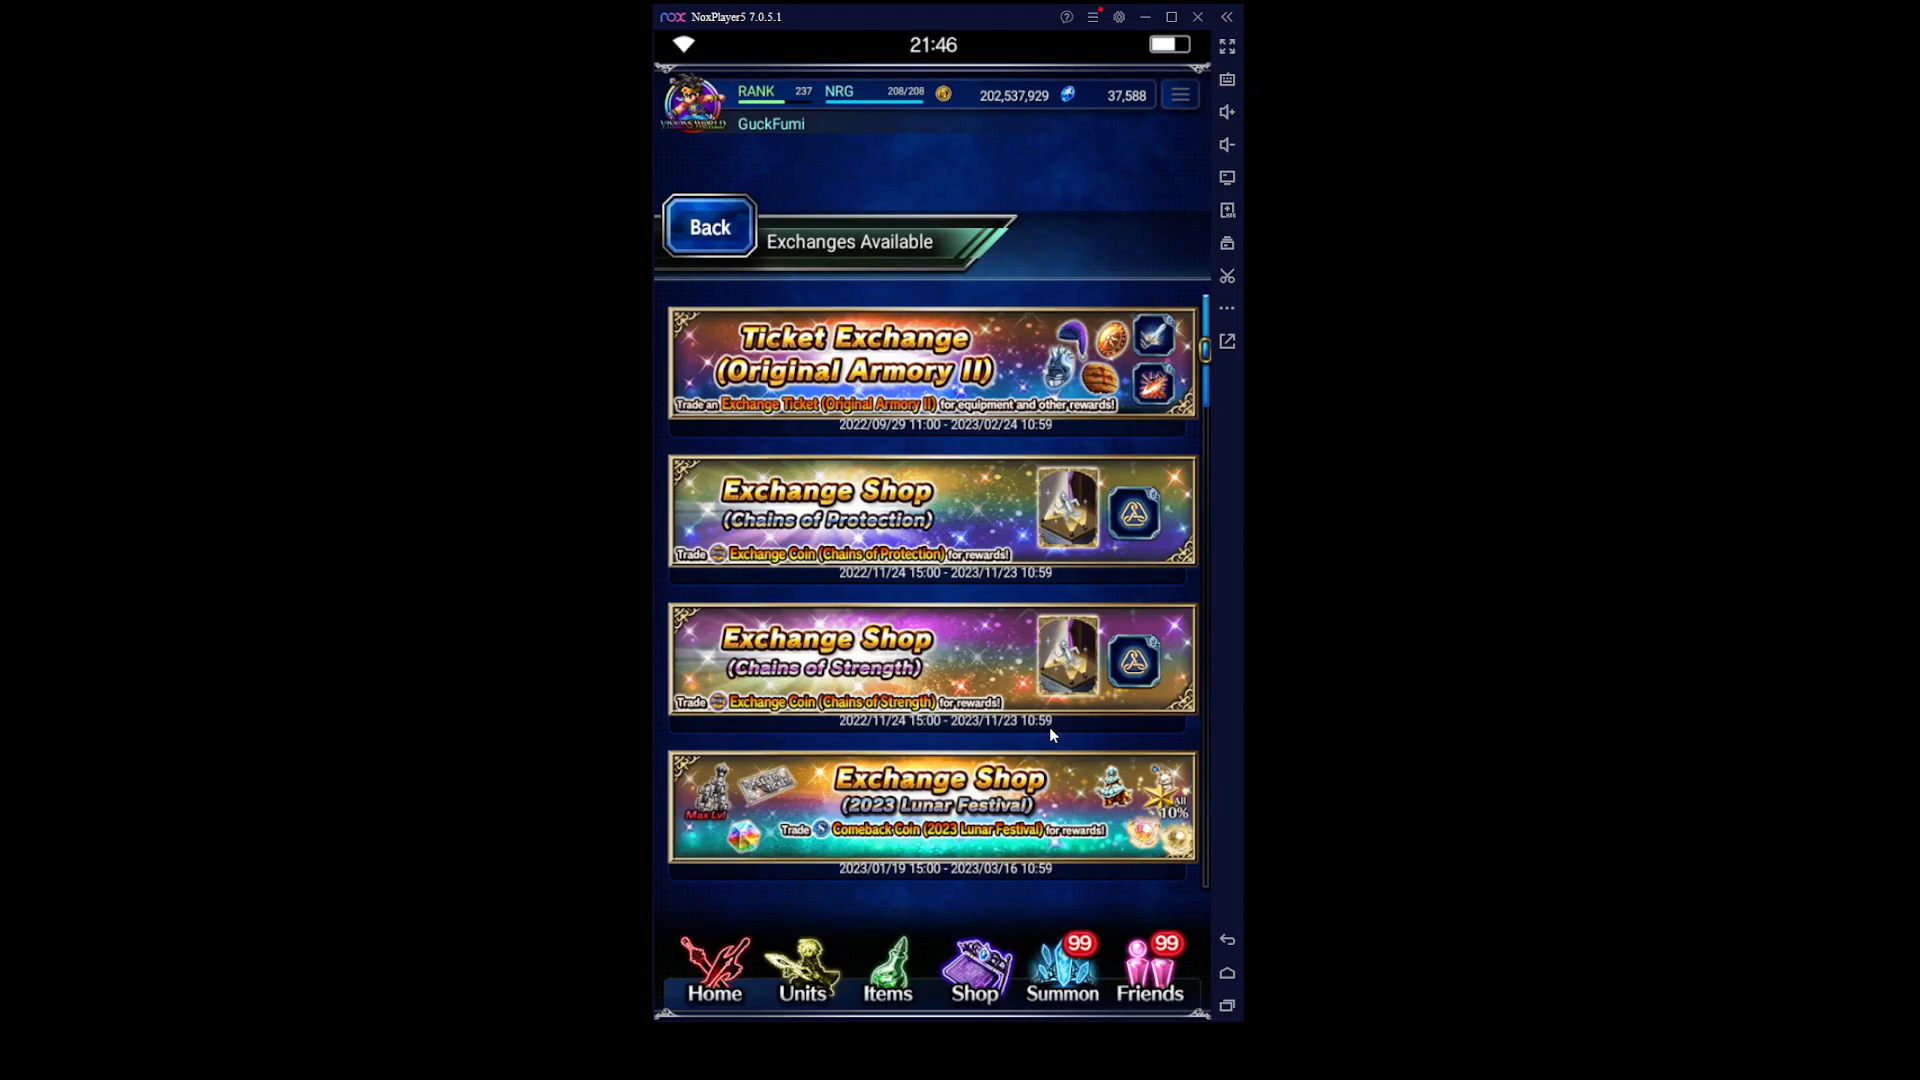 nox NoxPlayer5 7.0.5.1
21:46
RANK 237 NRG 208/208 202,537,929 37,588
VISIONS WORLD
GuckFumi
Back
Exchanges Available
Ticket Exchange
(Original Armory II)
Trade an Exchange Ticket (Original Armory II) for equipment and other rewards!
2022/09/29 11:00 - 2023/02/24 10:59
Exchange Shop
(Chains of Protection)
Trade Exchange Coin (Chains of Protection) for rewards!
2022/11/24 15:00 - 2023/11/23 10:59
Exchange Shop
(Chains of Strength)
Trade Exchange Coin (Chains of Strength) for rewards!
2022/11/24 15:00 - 2023/11/23 10:59
Exchange Shop
(2023 Lunar Festival)
Max Lvl
All
10%
Trade S Comeback Coin (2023 Lunar Festival) for rewards!
2023/01/19 15:00 - 2023/03/16 10:59
99 99
Home Units Items Shop Summon Friends